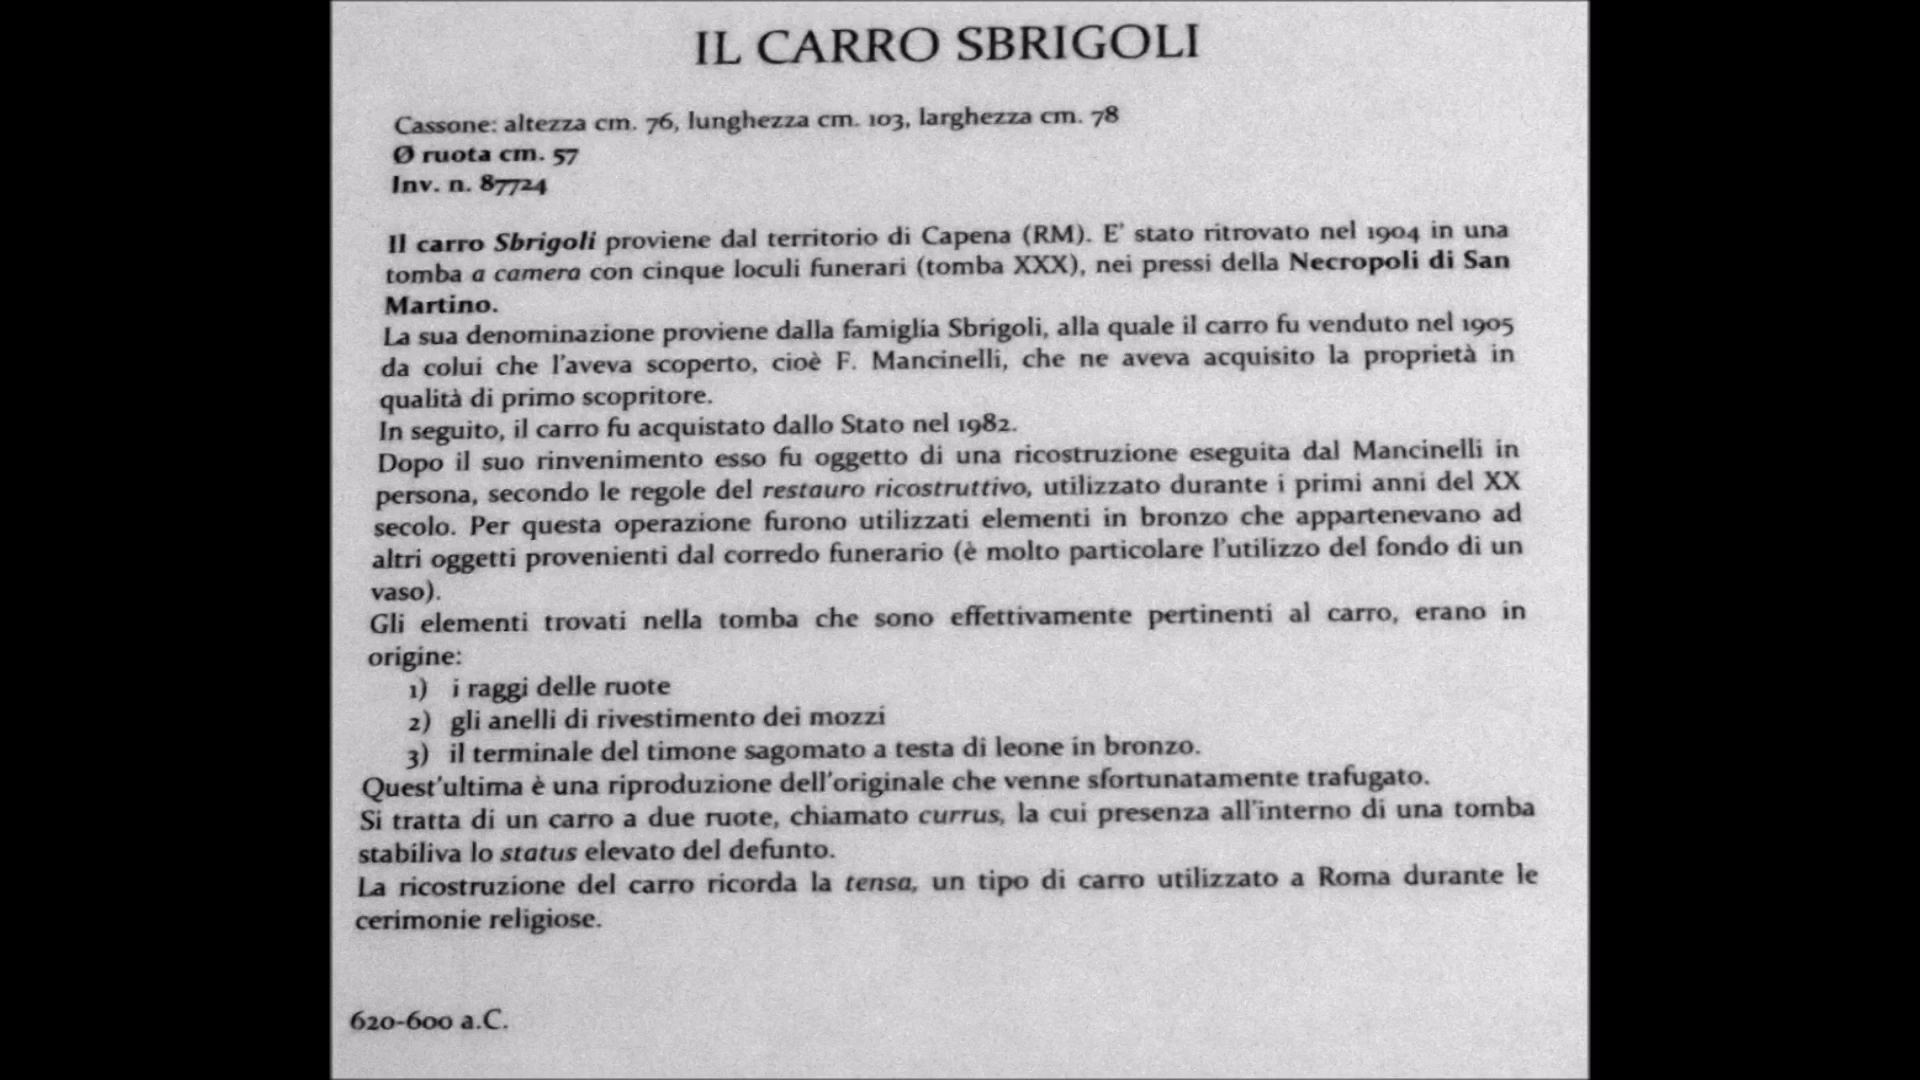 IL CARRO SBRIGOLI
Cassone: altezza cm. 76, lunghezza cm. 103, larghezza cm. 78
Ø ruota cm. 57
Inv. n. 87724
Il carro Sbrigoli proviene dal territorio di Capena (RM). E' stato ritrovato nel 1904 in una
tomba a camera con cinque loculi funerari (tomba XXX), nei pressi della Necropoli di San
Martino.
La sua denominazione proviene dalla famiglia Sbrigoli, alla quale il carro fu venduto nel 1905
da colui che l'aveva scoperto, cioè F. Mancinelli, che ne aveva acquisito la proprietà in
qualità di primo scopritore.
In seguito, il carro fu acquistato dallo Stato nel 1982.
Dopo il suo rinvenimento esso fu oggetto di una ricostruzione eseguita dal Mancinelli in
persona, secondo le regole del restauro ricostruttivo, utilizzato durante i primi anni del XX
secolo. Per questa operazione furono utilizzati elementi in bronzo che appartenevano ad
altri oggetti provenienti dal corredo funerario (è molto particolare l'utilizzo del fondo di un
vaso).
Gli elementi trovati nella tomba che sono effettivamente pertinenti al carro, erano in
origine:
1) i raggi delle ruote
2) gli anelli di rivestimento dei mozzi
3) il terminale del timone sagomato a testa di leone in bronzo.
Quest'ultima è una riproduzione dell'originale che venne sfortunatamente trafugato.
Si tratta di un carro a due ruote, chiamato currus, la cui presenza all'interno di una tomba
stabiliva lo status elevato del defunto.
La ricostruzione del carro ricorda la tensa, un tipo di carro utilizzato a Roma durante le
cerimonie religiose.
620-600 a.C.